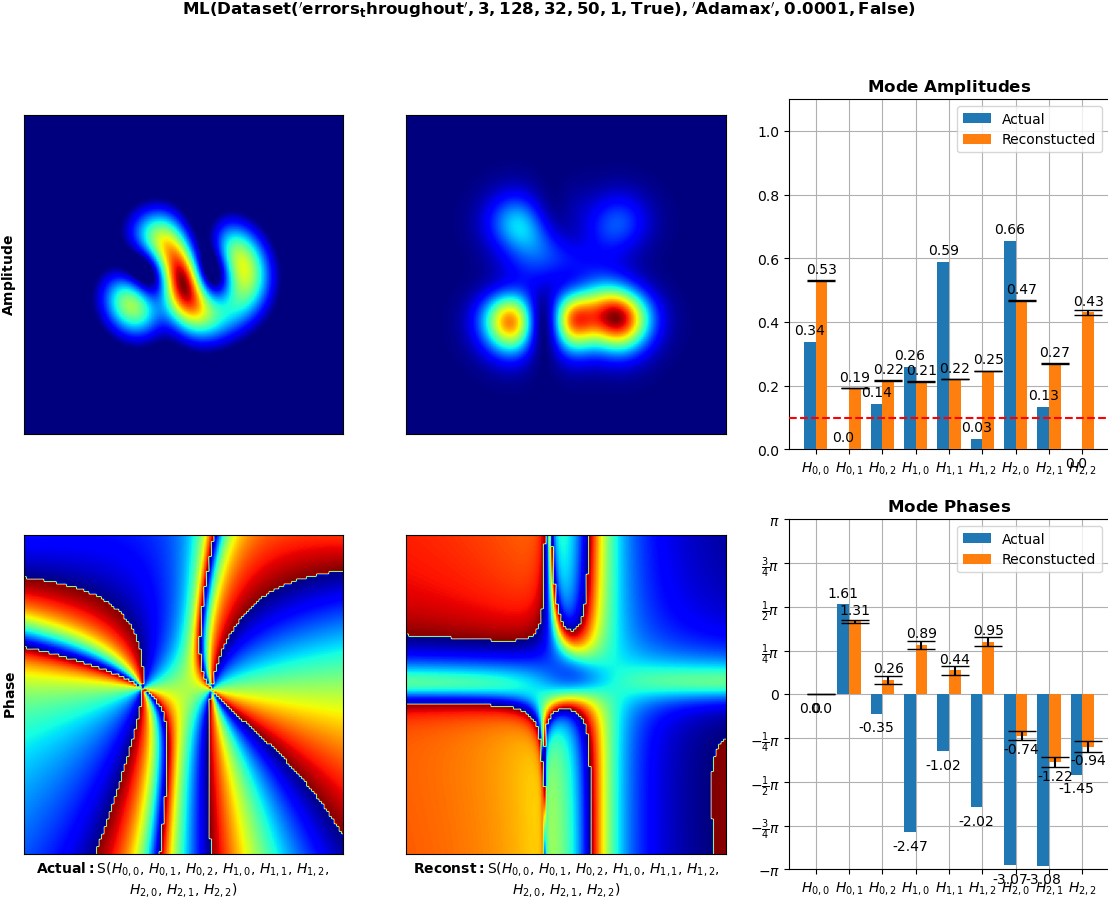 ML(Dataset('errors_throughout', 3, 128, 32, 50, 1, True), 'Adamax', 0.0001, False)
Amplitude
Mode Amplitudes
Actual
Reconstucted
1.0
0.8
0.6
0.4
0.2
0.0
0.34
0.53
0.0
0.19
0.14
0.22
0.26
0.21
0.59
0.22
0.03
0.25
0.66
0.47
0.13
0.27
0.0
0.43
H0,0 H0,1 H0,2 H1,0 H1,1 H1,2 H2,0 H2,1 H2,2
Phase
Actual: S(H0,0, H0,1, H0,2, H1,0, H1,1, H1,2,
H2,0, H2,1, H2,2)
Reconst: S(H0,0, H0,1, H0,2, H1,0, H1,1, H1,2,
H2,0, H2,1, H2,2)
Mode Phases
Actual
Reconstucted
π
3/4π
1/2π
1/4π
0
−1/4π
−1/2π
−3/4π
−π
0.0
0.0
1.61
1.31
-0.35
0.26
-2.47
0.89
-1.02
0.44
-2.02
0.95
-3.07
-0.74
-3.08
-1.22
-1.45
-0.94
H0,0 H0,1 H0,2 H1,0 H1,1 H1,2 H2,0 H2,1 H2,2